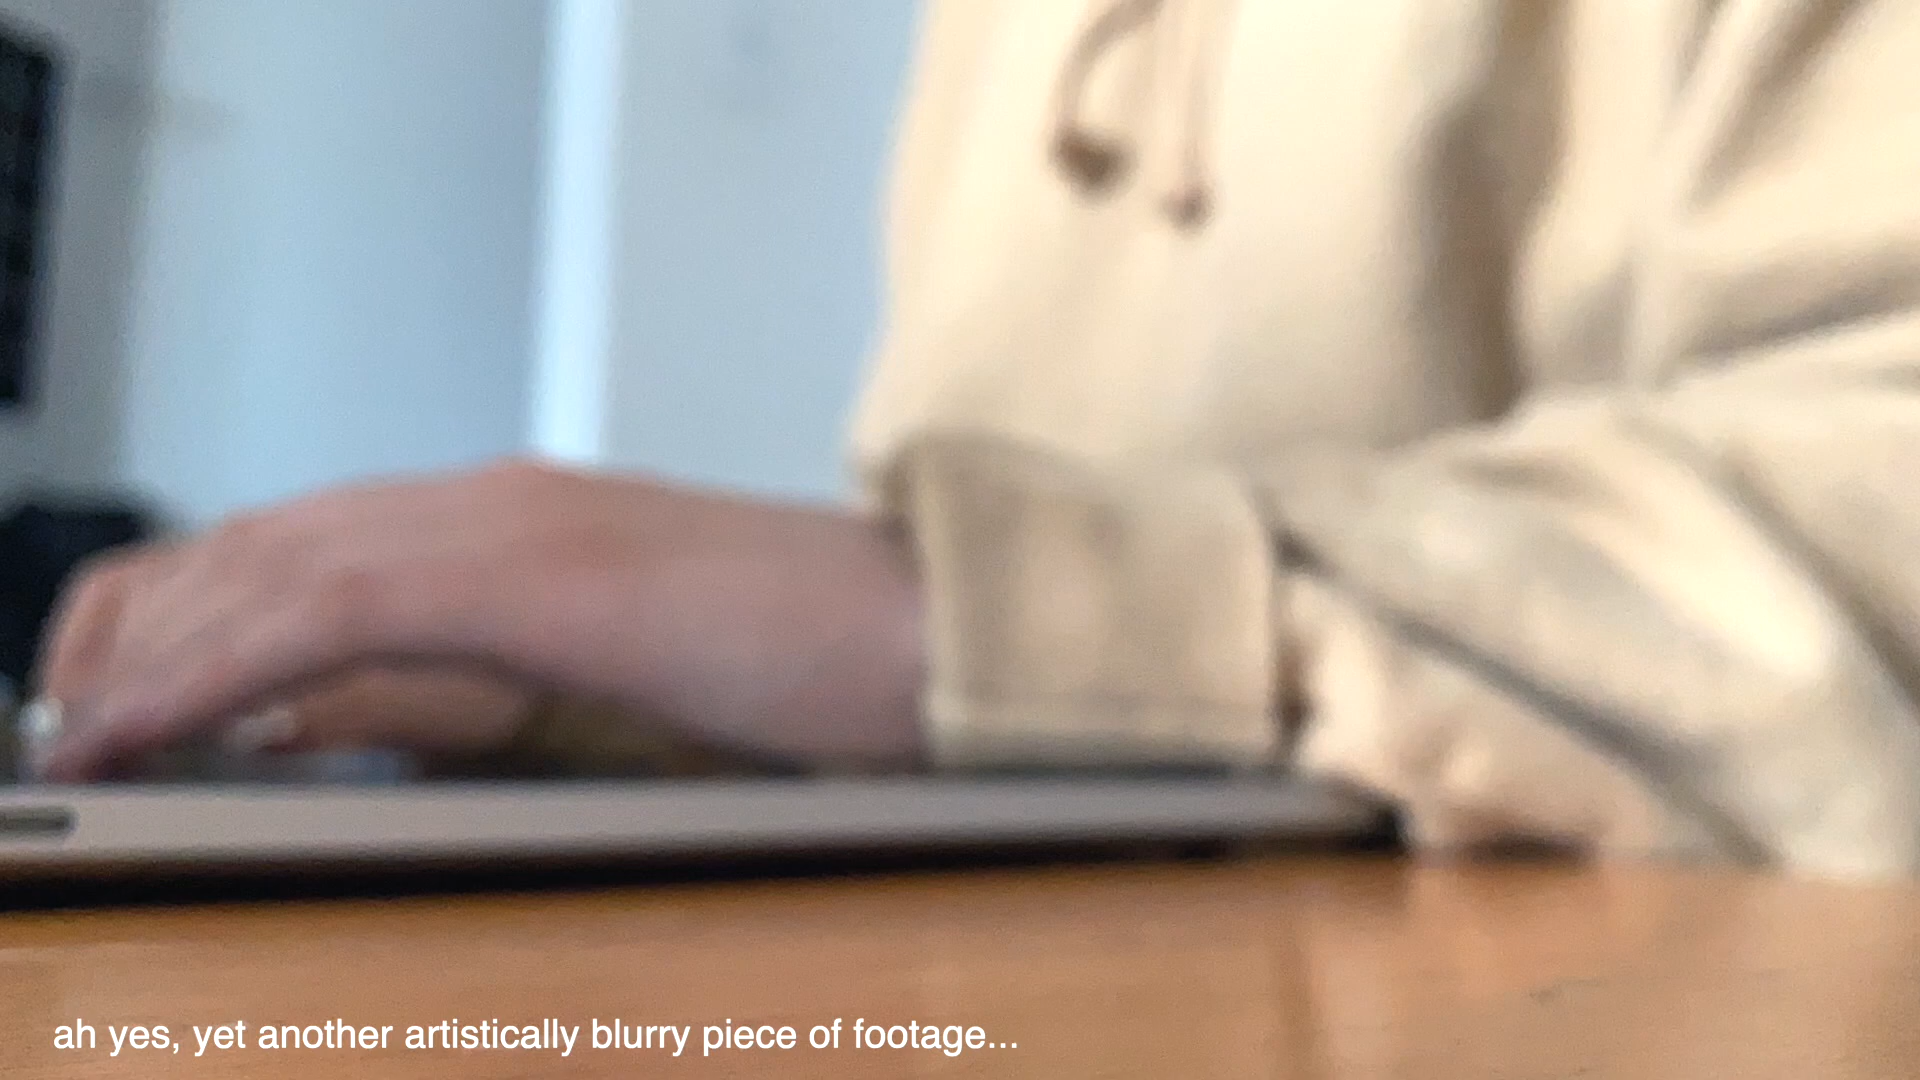 ah yes, yet another artistically blurry piece of footage...